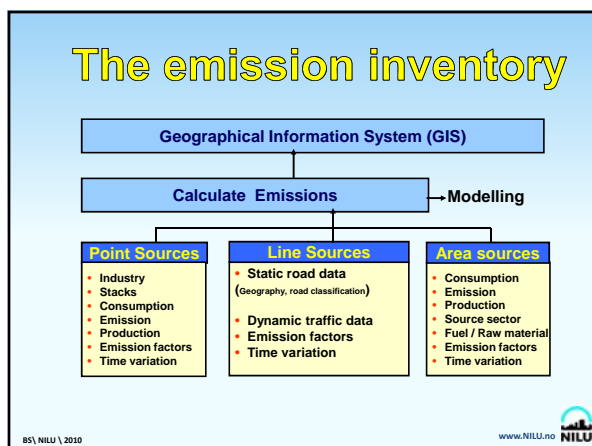 The emission inventory
Geographical Information System (GIS)
Calculate Emissions
Modelling
Point Sources
• Industry
• Stacks
• Consumption
• Emission
• Production
• Emission factors
• Time variation
Line Sources
• Static road data
(Geography, road classification)
• Dynamic traffic data
• Emission factors
• Time variation
Area sources
• Consumption
• Emission
• Production
• Source sector
• Fuel / Raw material
• Emission factors
• Time variation
BS\ NILU \ 2010
www.NILU.no
NILU